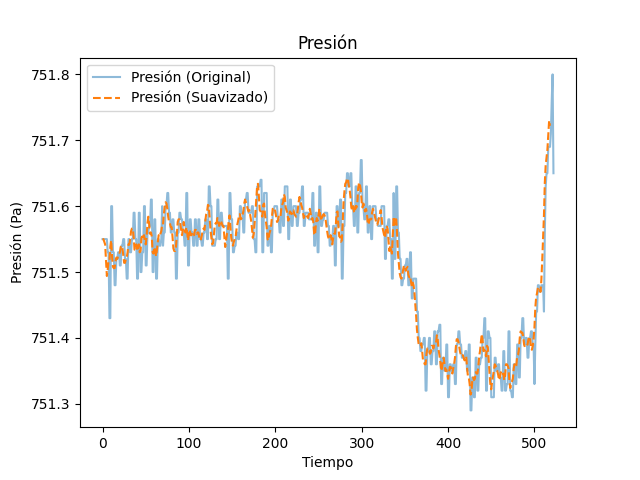 Presión
Presión (Original)
Presión (Suavizado)
751.8
751.7
751.6
751.5
751.4
751.3
Presión (Pa)
0 100 200 300 400 500
Tiempo